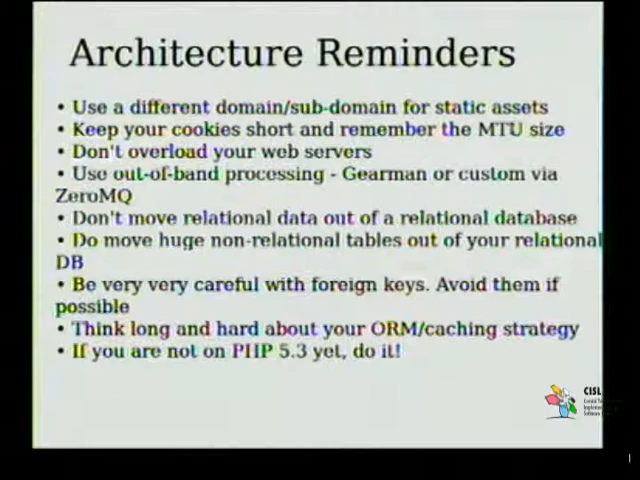 Architecture Reminders
• Use a different domain/sub-domain for static assets
• Keep your cookies short and remember the MTU size
• Don't overload your web servers
• Use out-of-band processing - Gearman or custom via
ZeroMQ
• Don't move relational data out of a relational database
• Do move huge non-relational tables out of your relational
DB
• Be very very careful with foreign keys. Avoid them if
possible
• Think long and hard about your ORM/caching strategy
• If you are not on PHP 5.3 yet, do it!
CISL